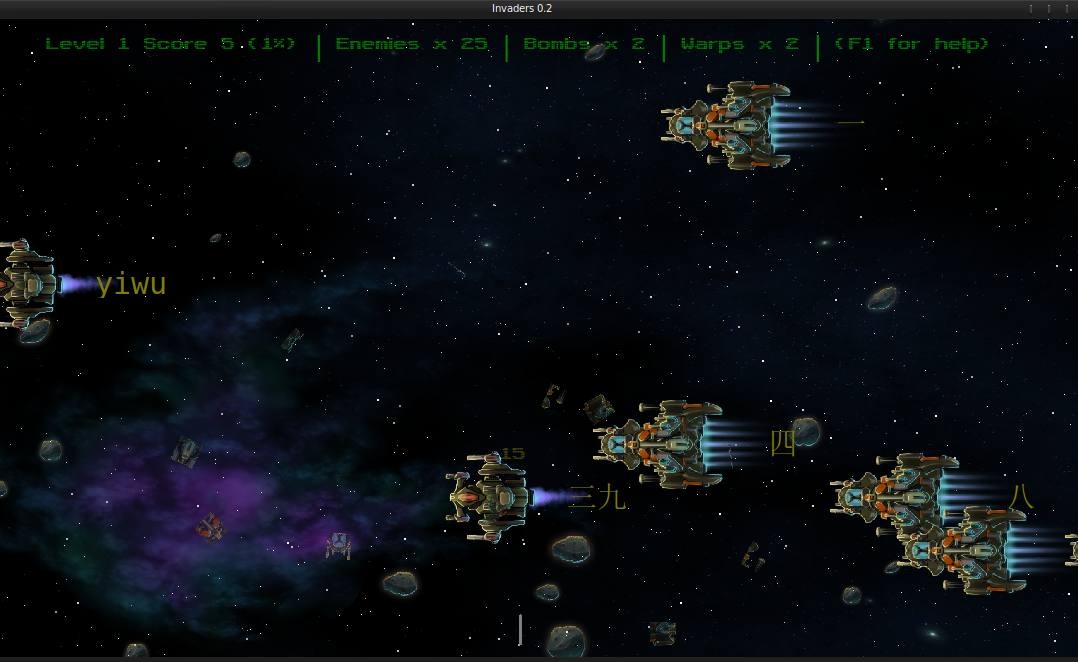 Invaders 0.2
Level 1 Score 5 (1%) | Enemies x 25 | Bombs x 2 | Warps x 2 | (F1 for help)
一
yiwu
四
15
三九
八